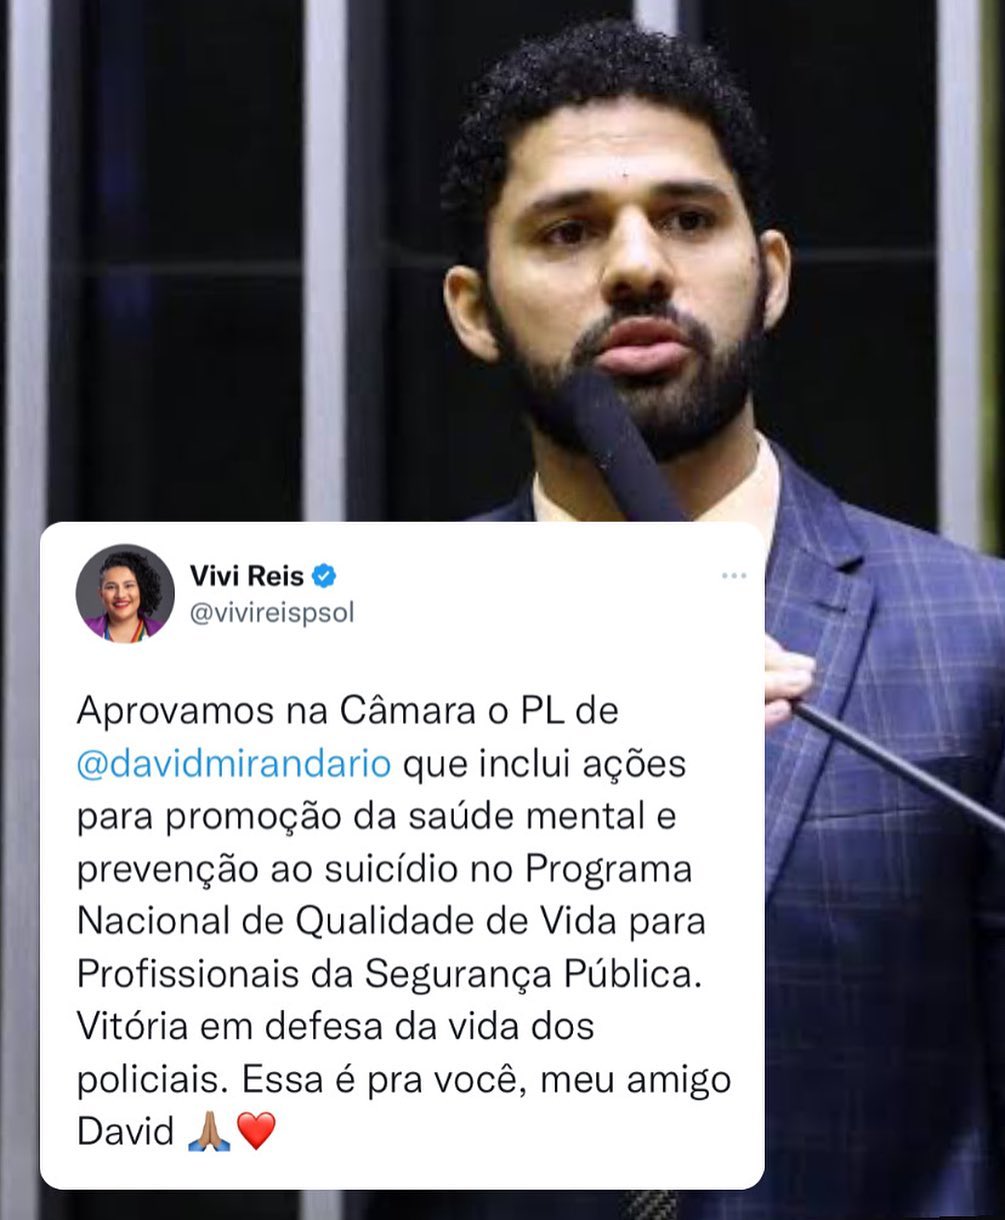 Vivi Reis
@vivireispsol
Aprovamos na Câmara o PL de
@davidmirandario que inclui ações
para promoção da saúde mental e
prevenção ao suicídio no Programa
Nacional de Qualidade de Vida para
Profissionais da Segurança Pública.
Vitória em defesa da vida dos
policiais. Essa é pra você, meu amigo
David 🙏🏽❤️